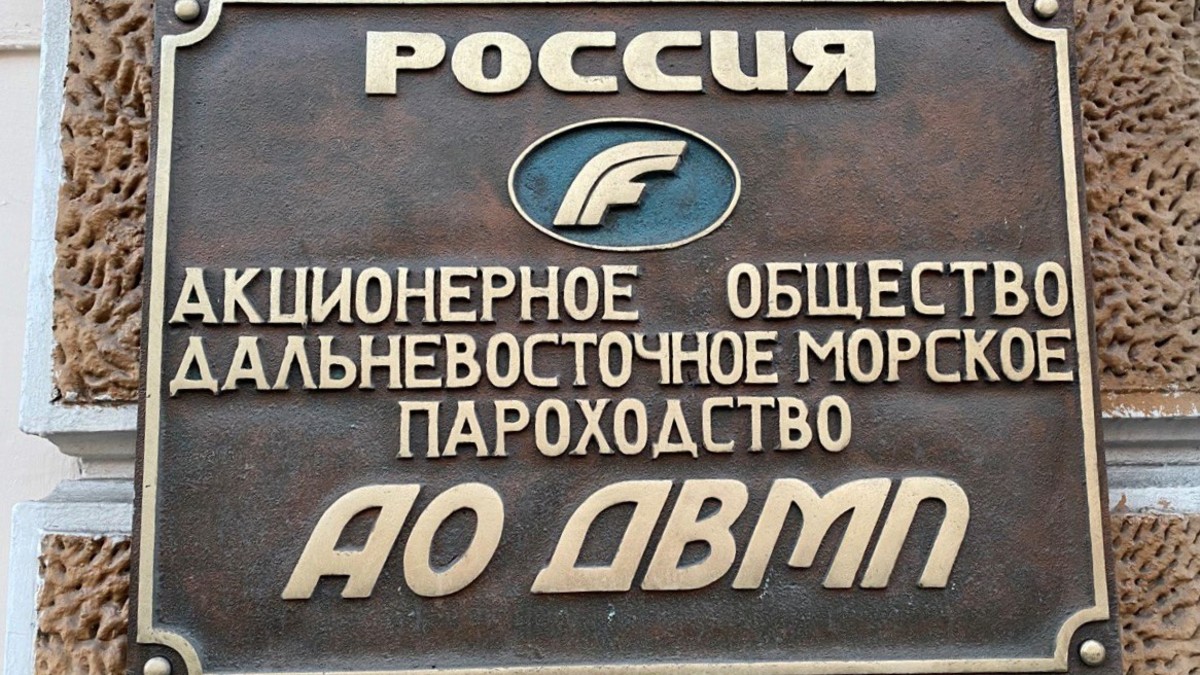 РОССИЯ
F
АКЦИОНЕРНОЕ ОБЩЕСТВО
ДАЛЬНЕВОСТОЧНОЕ МОРСКОЕ
ПАРОХОДСТВО
АО ДВМП